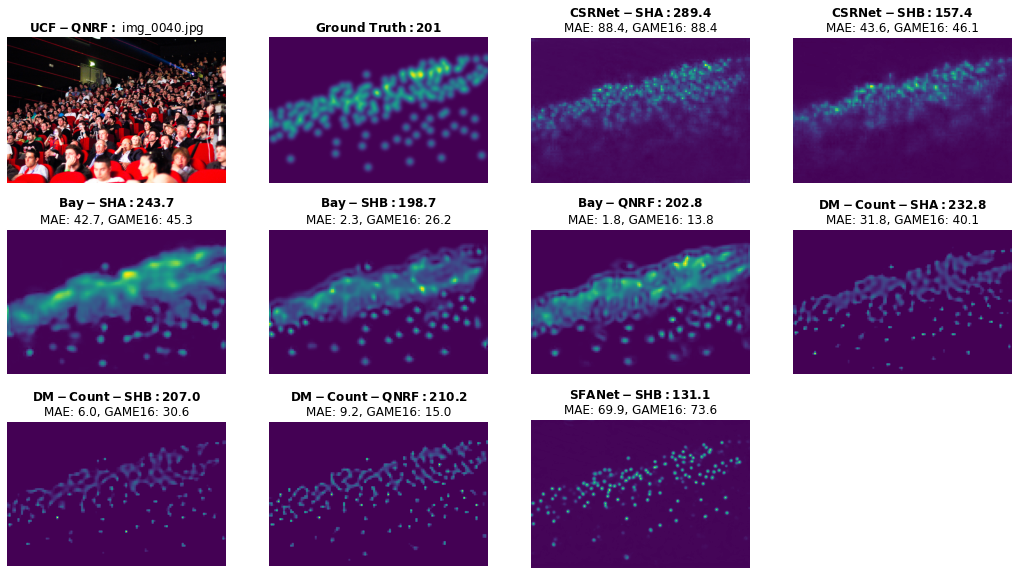 UCF − QNRF : img_0040.jpg
Ground Truth : 201
CSRNet − SHA : 289.4
MAE: 88.4, GAME16: 88.4
CSRNet − SHB : 157.4
MAE: 43.6, GAME16: 46.1
Bay − SHA : 243.7
MAE: 42.7, GAME16: 45.3
Bay − SHB : 198.7
MAE: 2.3, GAME16: 26.2
Bay − QNRF : 202.8
MAE: 1.8, GAME16: 13.8
DM − Count − SHA : 232.8
MAE: 31.8, GAME16: 40.1
DM − Count − SHB : 207.0
MAE: 6.0, GAME16: 30.6
DM − Count − QNRF : 210.2
MAE: 9.2, GAME16: 15.0
SFANet − SHB : 131.1
MAE: 69.9, GAME16: 73.6